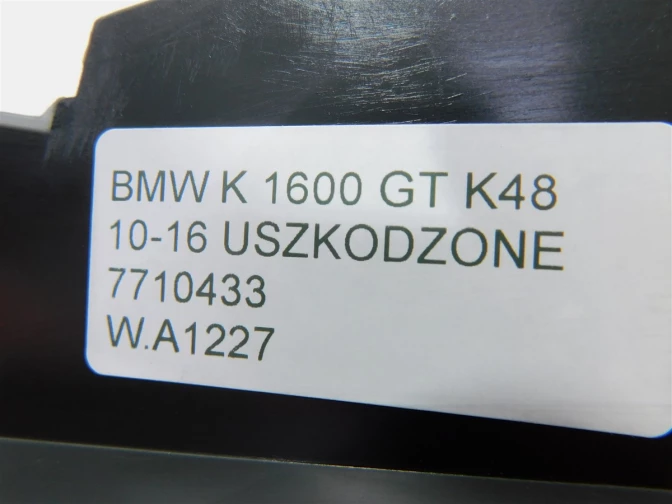 BMW K 1600 GT K48
10-16 USZKODZONE
7710433
W.A1227